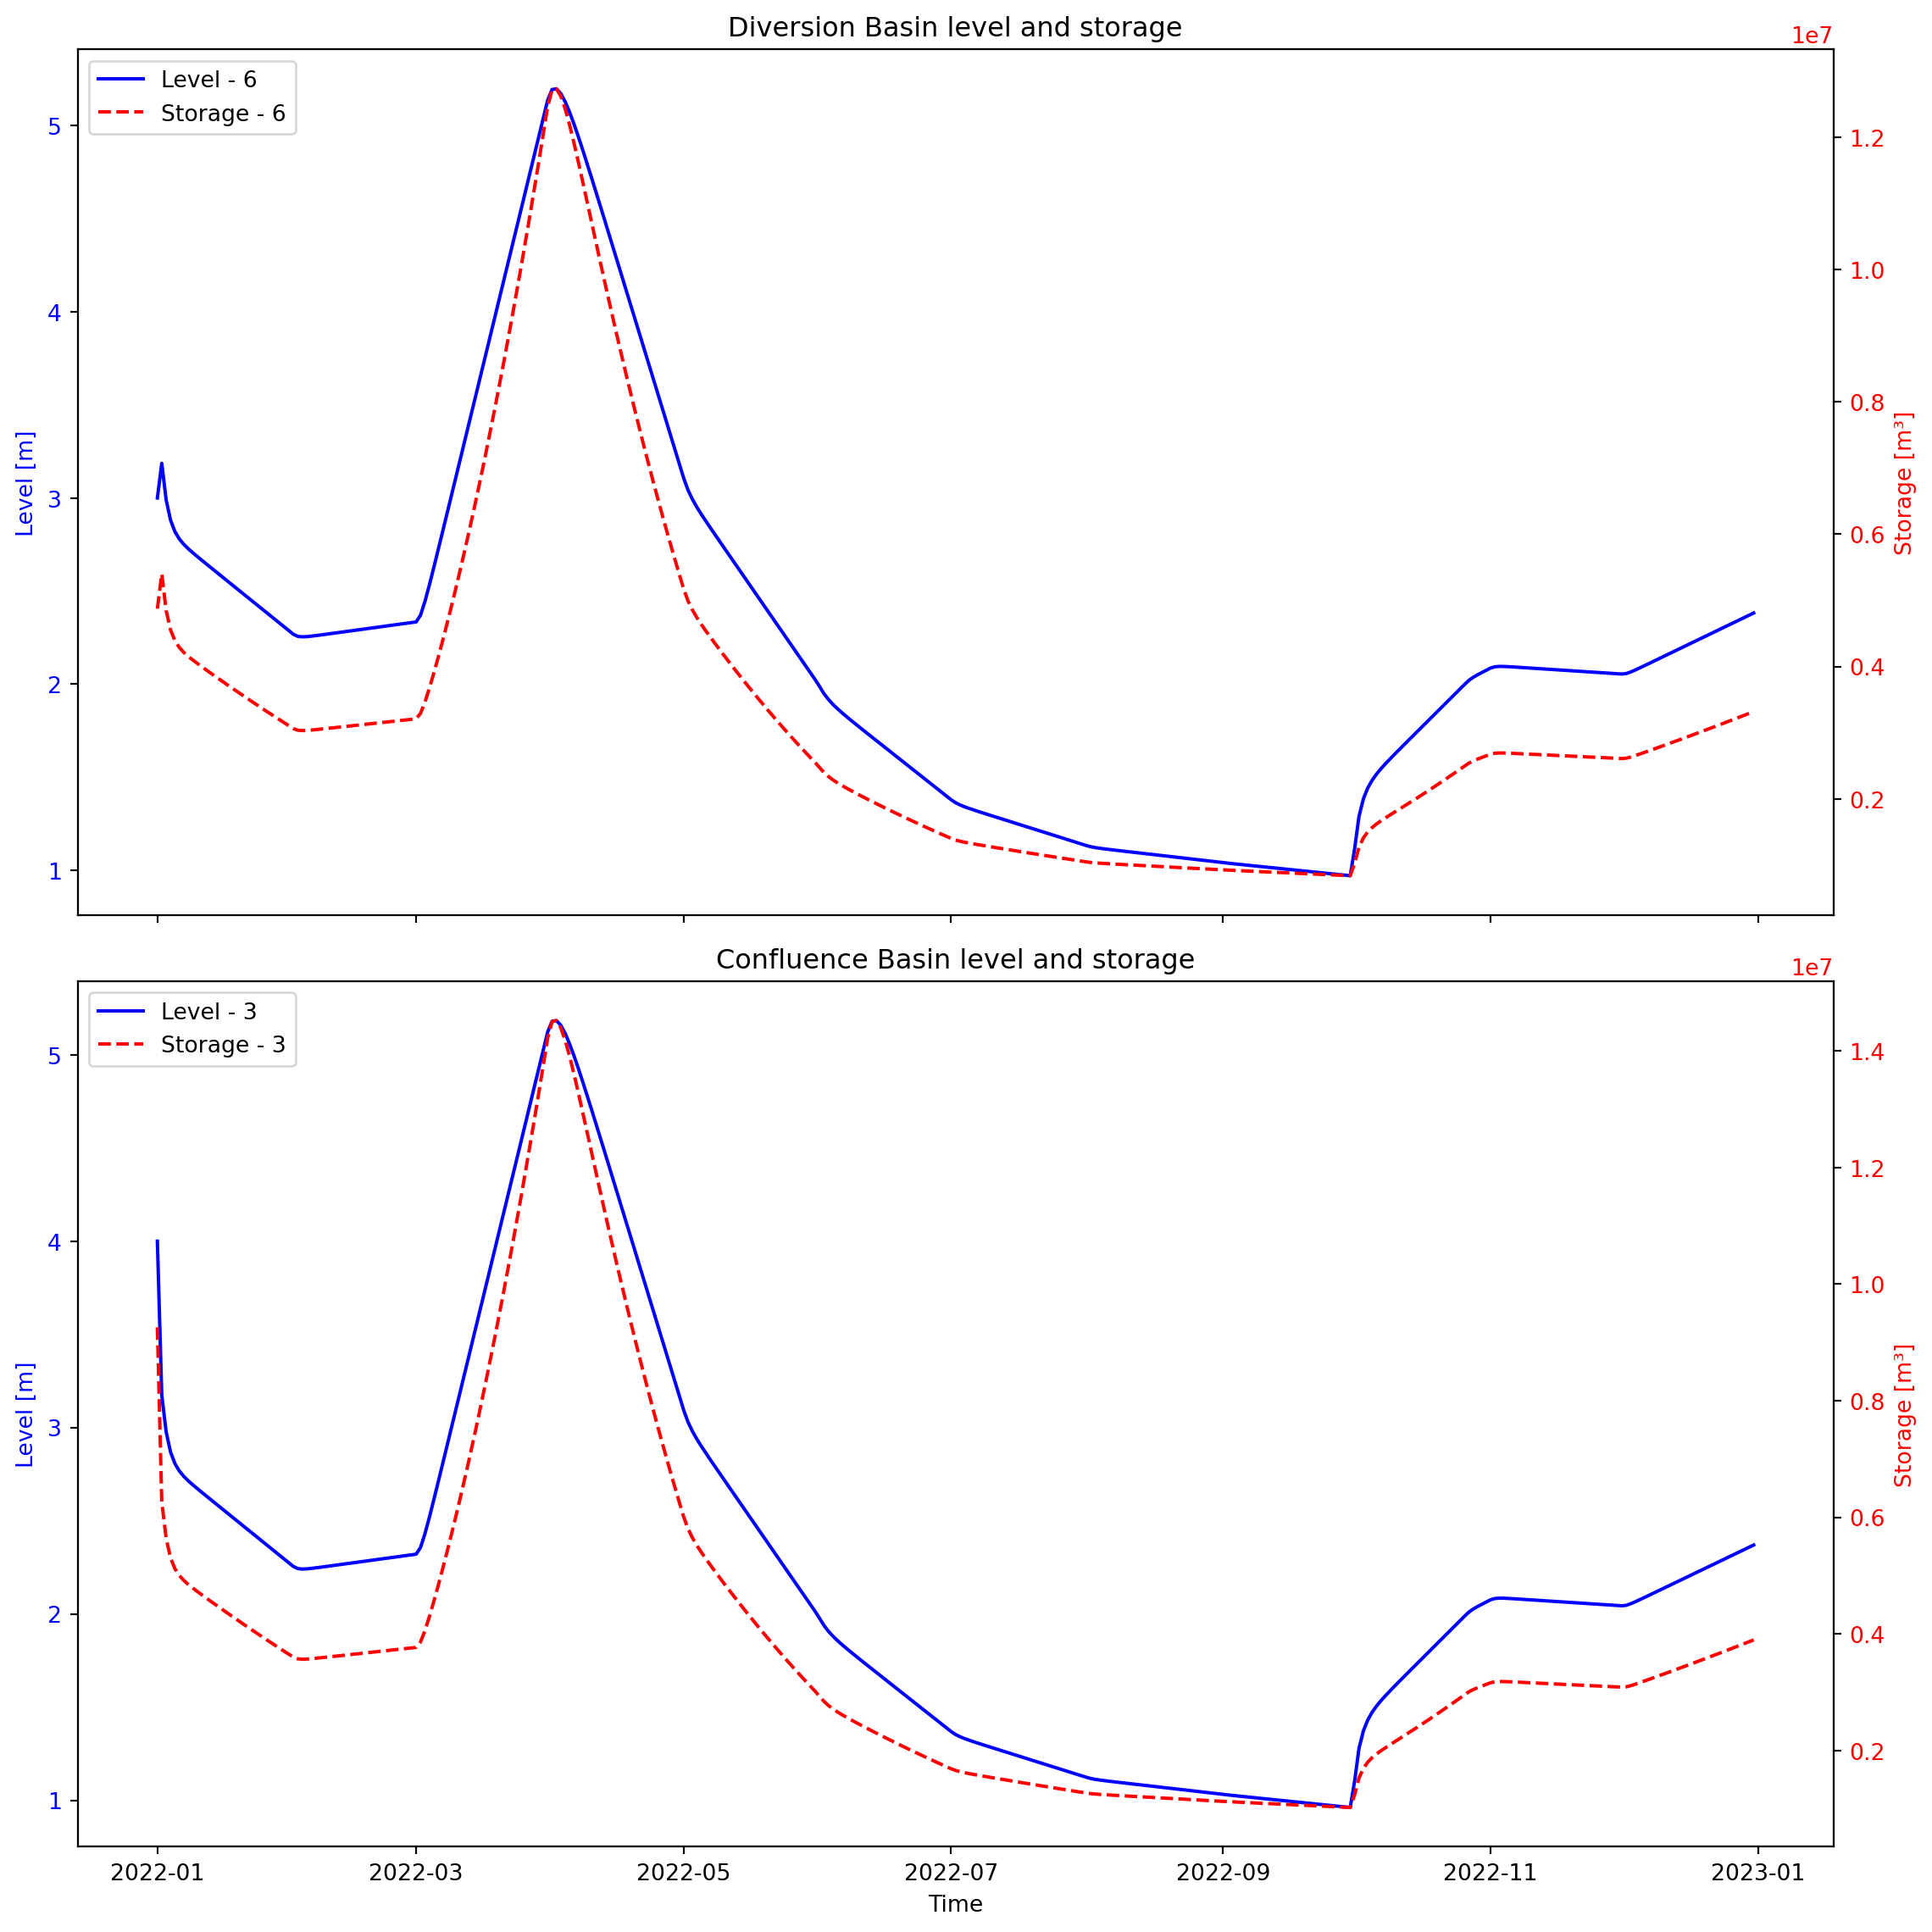 Diversion Basin level and storage
1e7
Level - 6
Storage - 6
5
4
3
2
1
Level [m]
1.2
1.0
0.8
0.6
0.4
0.2
Storage [m³]
Confluence Basin level and storage
1e7
Level - 3
Storage - 3
5
4
3
2
1
Level [m]
1.4
1.2
1.0
0.8
0.6
0.4
0.2
Storage [m³]
2022-01 2022-03 2022-05 2022-07 2022-09 2022-11 2023-01
Time